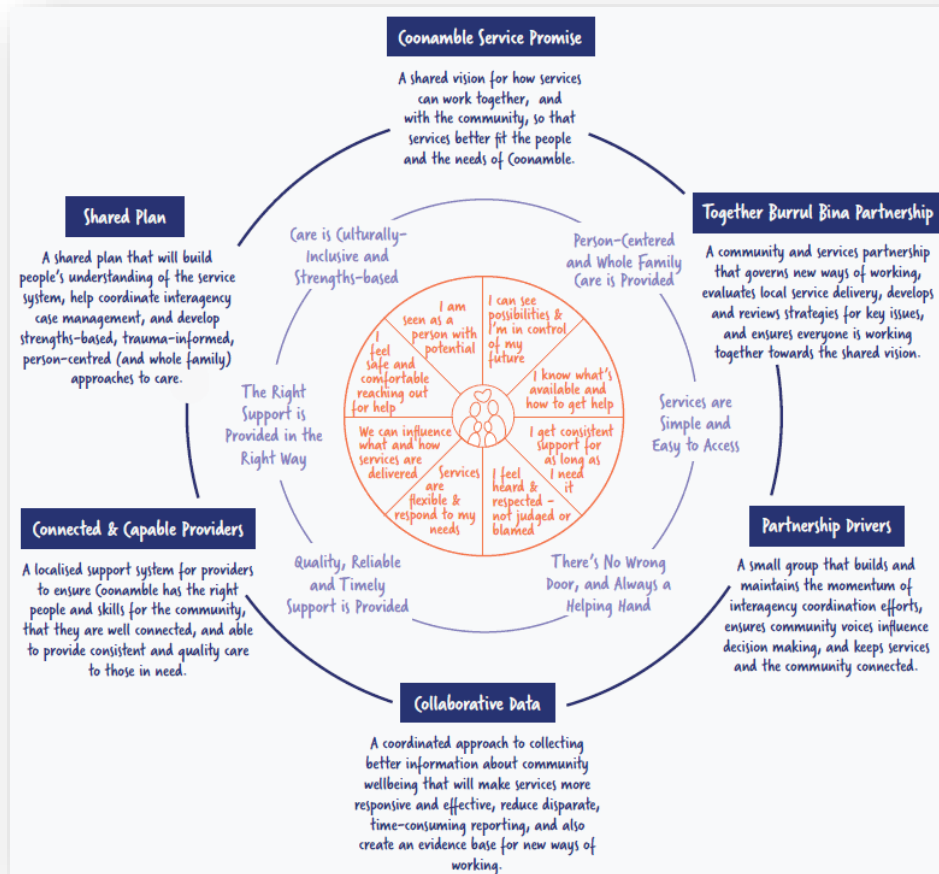 Coonamble Service Promise
A shared vision for how services
can work together, and
with the community, so that
services better fit the people
and the needs of Coonamble.
Together Burrul Bina Partnership
A community and services partnership
that governs new ways of working,
evaluates local service delivery, develops
and reviews strategies for key issues,
and ensures everyone is working
together towards the shared vision.
Partnership Drivers
A small group that builds and
maintains the momentum of
interagency coordination efforts,
ensures community voices influence
decision making, and keeps services
and the community connected.
Collaborative Data
A coordinated approach to collecting
better information about community
wellbeing that will make services more
responsive and effective, reduce disparate,
time-consuming reporting, and also
create an evidence base for new ways of
working.
Connected & Capable Providers
A localised support system for providers
to ensure Coonamble has the right
people and skills for the community,
that they are well connected, and able
to provide consistent and quality care
to those in need.
Shared Plan
A shared plan that will build
people's understanding of the service
system, help coordinate interagency
case management, and develop
strengths-based, trauma-informed,
person-centred (and whole family)
approaches to care.
Care is Culturally-
Inclusive and
Strengths-based
Person-Centered
and Whole Family
Care is Provided
Services are
Simple and
Easy to Access
There's No Wrong
Door, and Always a
Helping Hand
Quality, Reliable
and Timely
Support is Provided
The Right
Support is
Provided in the
Right Way
I am
seen as a
person with
potential
I can see
possibilities &
I'm in control
of my
future
I know what's
available and
how to get help
I get consistent
support for
as long as
I need
it
I feel
heard &
respected -
not judged or
blamed
Services
are
flexible &
respond to my
needs
We can influence
what and how
services are
delivered
I
feel
safe and
comfortable
reaching out
for help